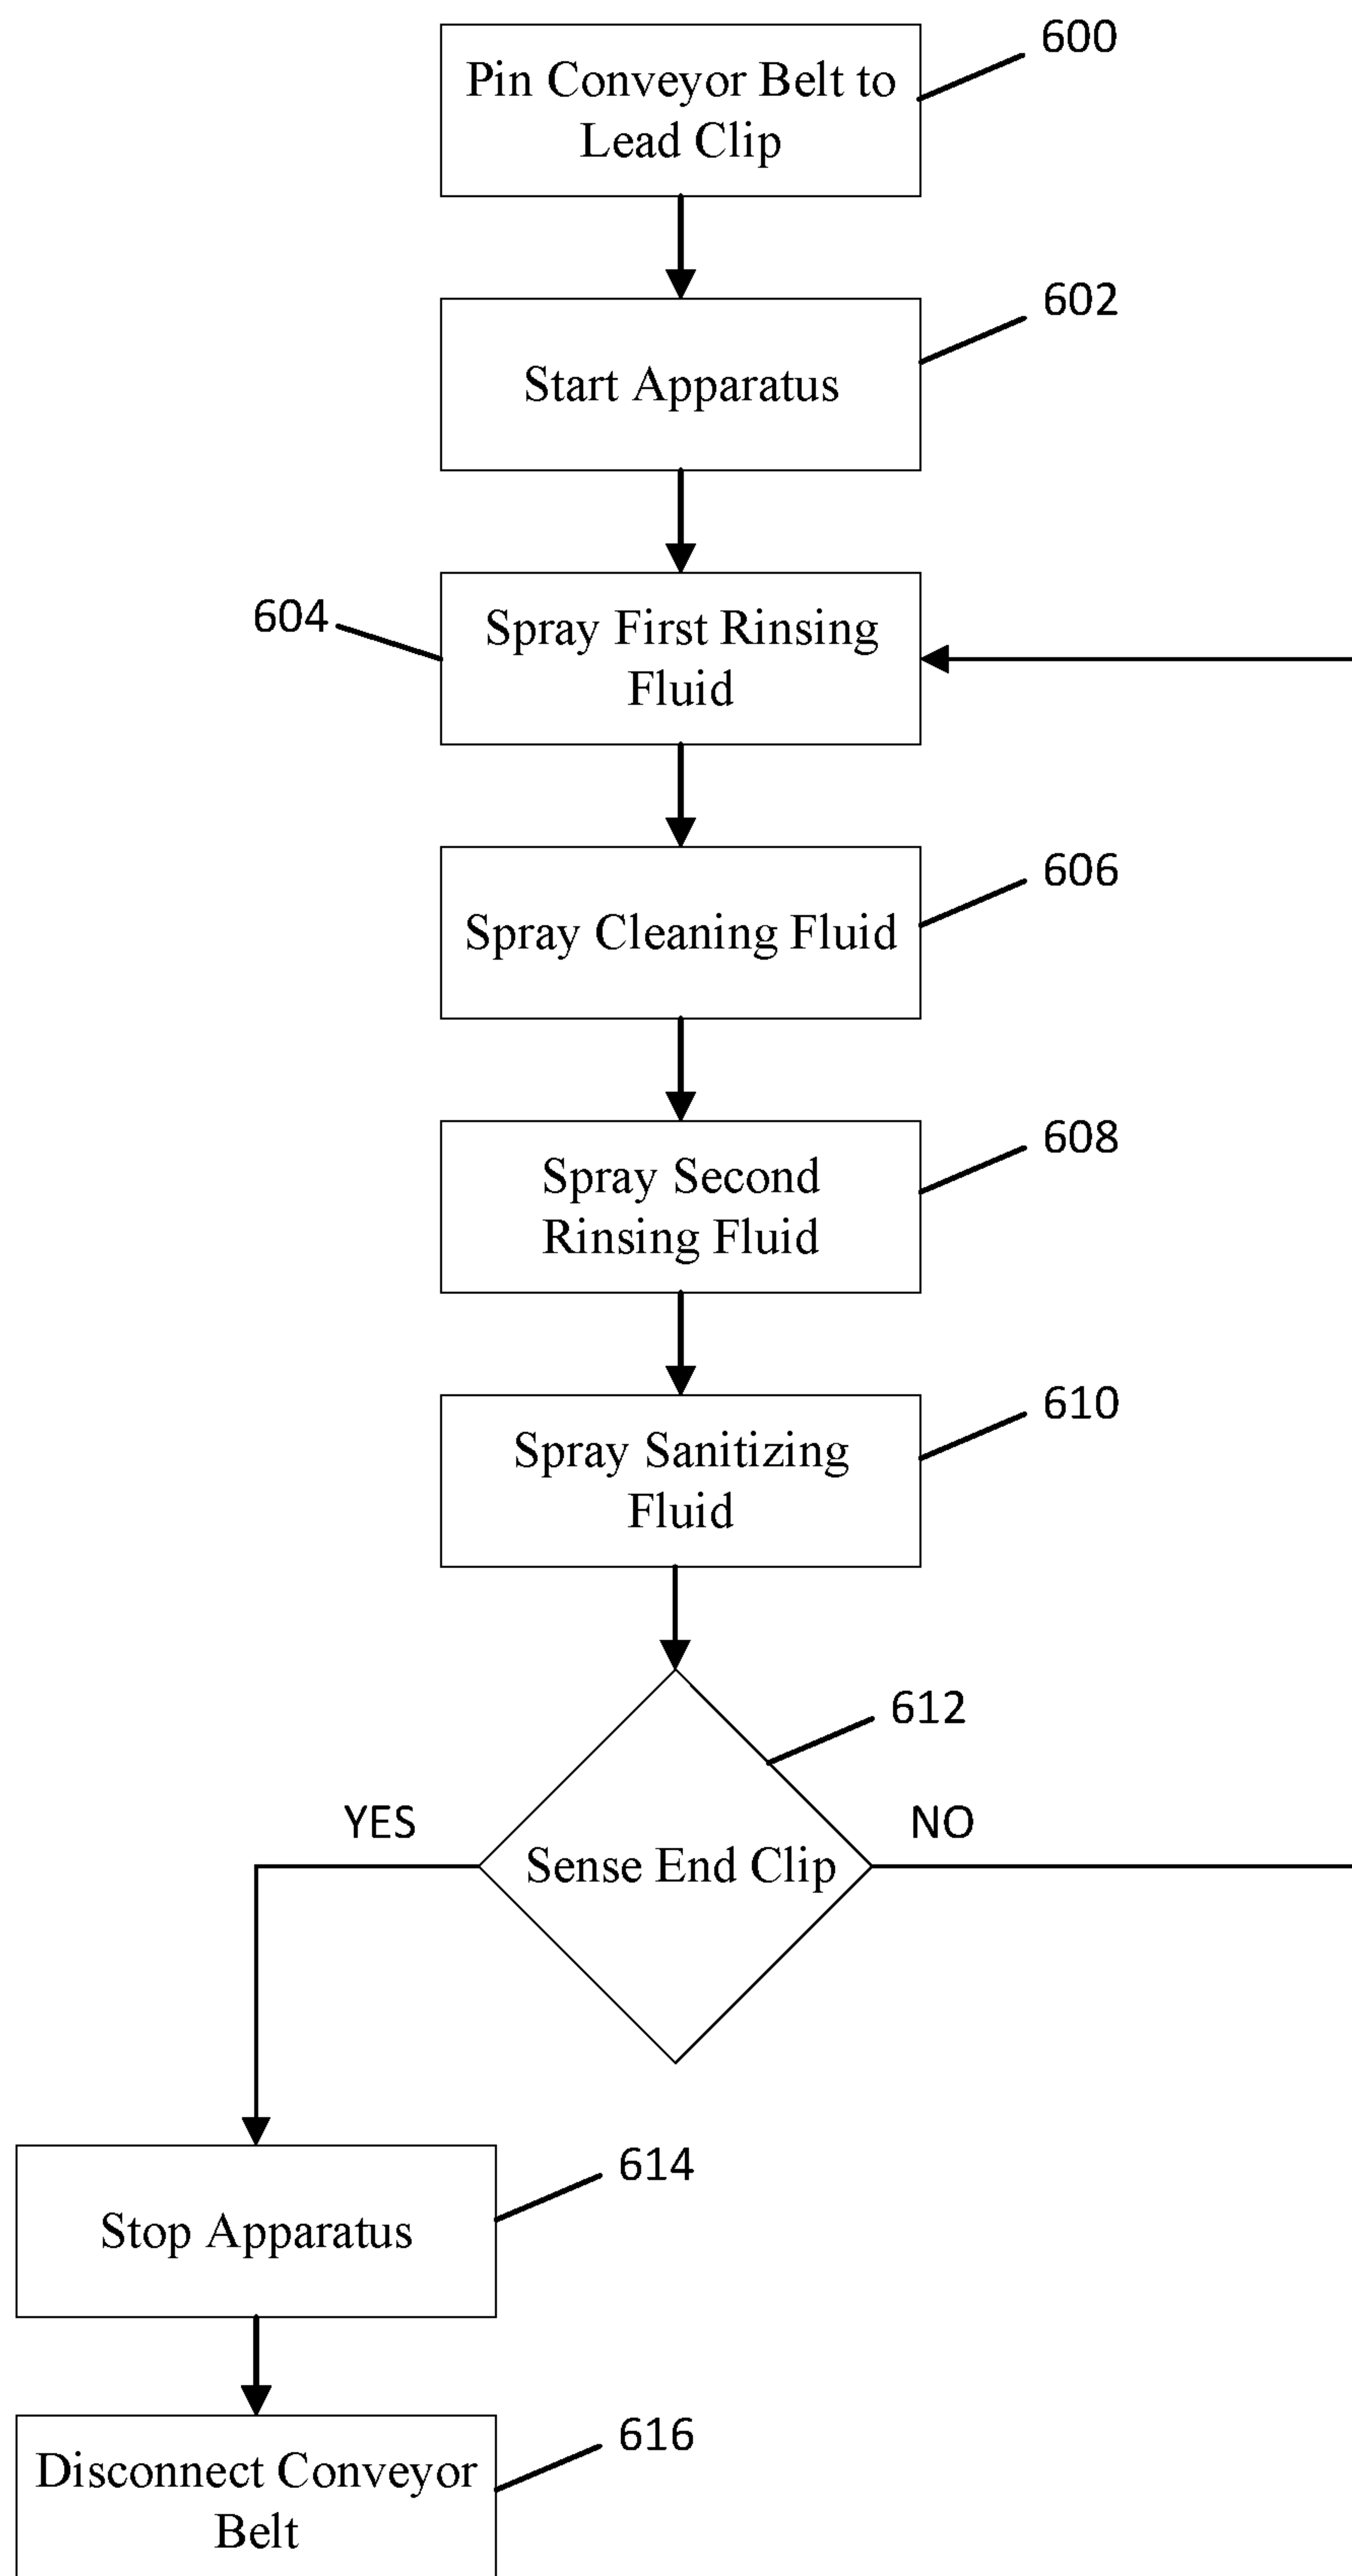 600
Pin Conveyor Belt to
Lead Clip
602
Start Apparatus
604
Spray First Rinsing
Fluid
606
Spray Cleaning Fluid
608
Spray Second
Rinsing Fluid
610
Spray Sanitizing
Fluid
612
YES
NO
Sense End Clip
614
Stop Apparatus
616
Disconnect Conveyor
Belt